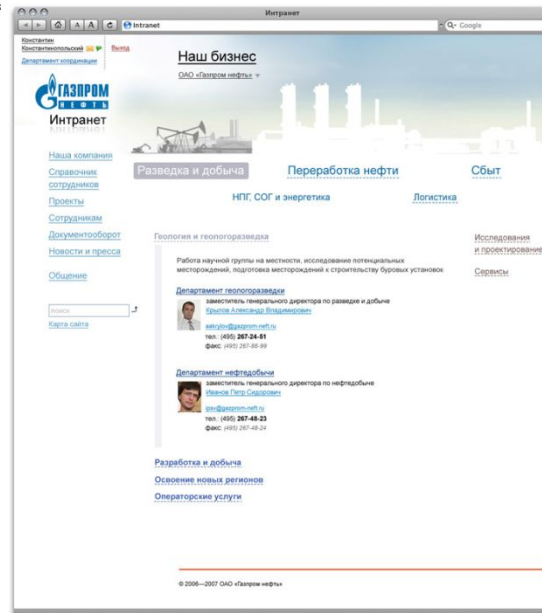 Интранет
A A
intranet
Google
Константин
Константинопольский
Выход
Департамент координации
Наш бизнес
ОАО «Газпром нефть»
ГАЗПРОМ
НЕФТЬ
Интранет
Наша компания
Справочник
сотрудников
Проекты
Сотрудникам
Документооборот
Новости и пресса
Общение
поиск
Карта сайта
Разведка и добыча
Переработка нефти
Сбыт
НПГ, СОГ и энергетика
Логистика
Геология и геологоразведка
Работа научной группы на местности, исследование потенциальных
месторождений, подготовка месторождений к строительству буровых установок
Департамент геологоразведки
заместитель генерального директора по разведке и добыче
Крылов Александр Владимирович
aakrylov@gazprom-neft.ru
тел.: (495) 267-24-51
факс: (495) 267-86-99
Департамент нефтедобычи
заместитель генерального директора по нефтедобыче
Иванов Петр Сидорович
ipsv@gazprom-neft.ru
тел.: (495) 267-48-23
факс: (495) 267-48-24
Разработка и добыча
Освоение новых регионов
Операторские услуги
Исследования
и проектирование
Сервисы
© 2006—2007 ОАО «Газпром нефть»